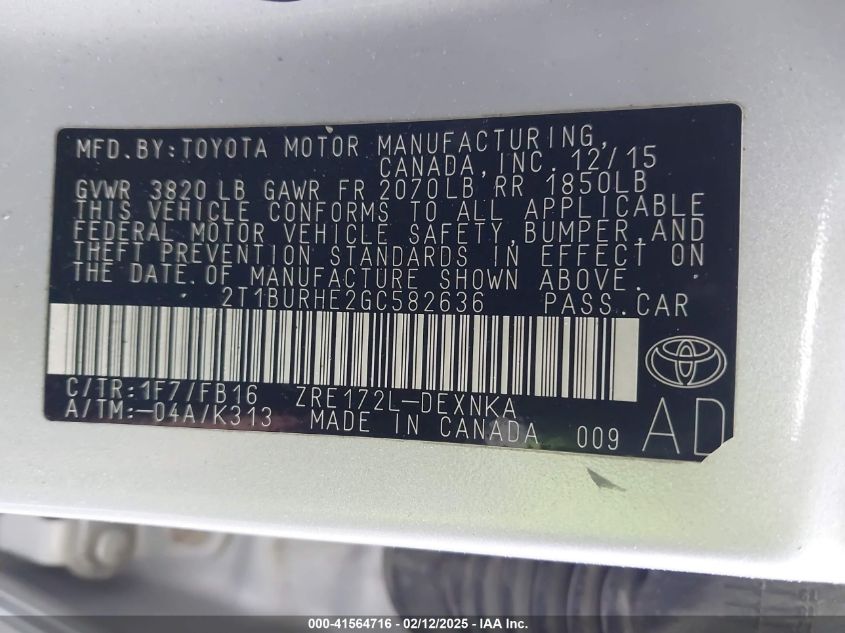 MFD.BY:TOYOTA MOTOR MANUFACTURING,
CANADA,INC. 12/15
GVWR 3820 LB GAWR FR 2070LB RR 1850LB
THIS VEHICLE CONFORMS TO ALL APPLICABLE
FEDERAL MOTOR VEHICLE SAFETY,BUMPER,AND
THEFT PREVENTION STANDARDS IN EFFECT ON
THE DATE.OF MANUFACTURE SHOWN ABOVE.
2T1BURHE2GC582636 PASS.CAR
C/TR:1F7/FB16 ZRE172L-DEXNKA
A/TM:-04A/K313 MADE IN CANADA 009 AD
000-41564716 - 02/12/2025 - IAA Inc.